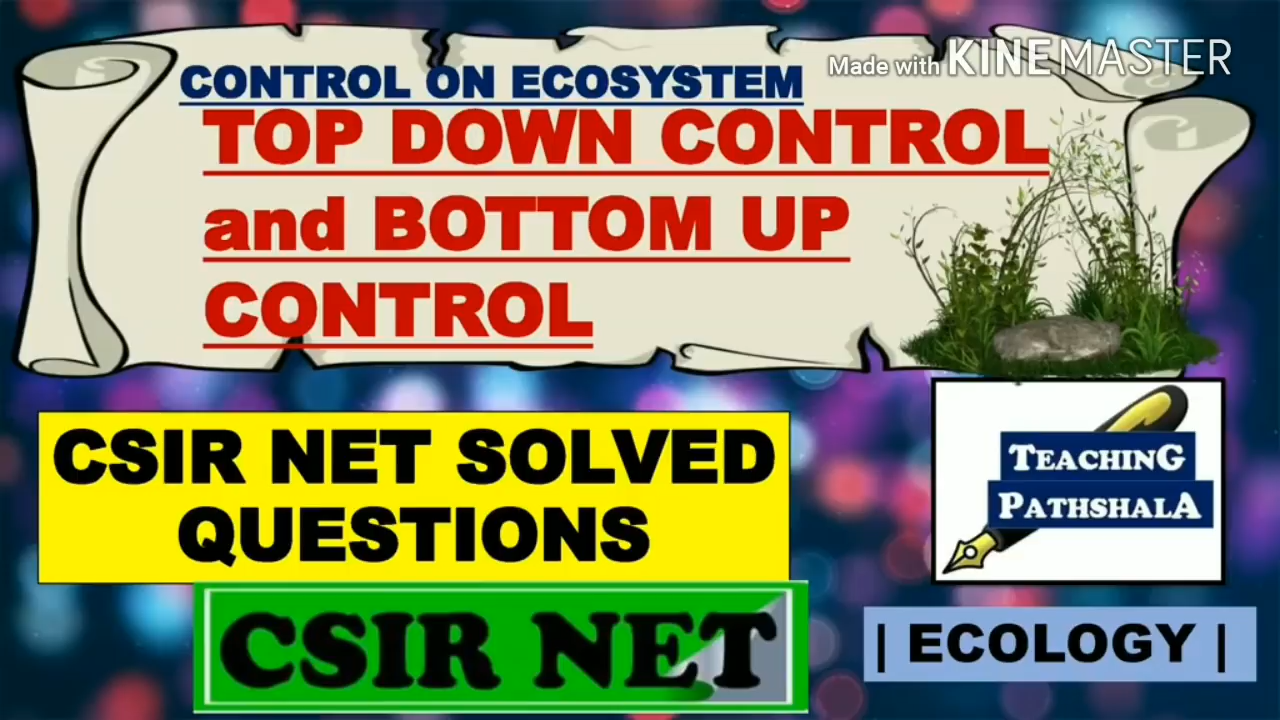 Made with KINEMASTER
CONTROL ON ECOSYSTEM
TOP DOWN CONTROL
and BOTTOM UP
CONTROL
CSIR NET SOLVED
QUESTIONS
TEACHING
PATHSHALA
CSIR NET
| ECOLOGY |